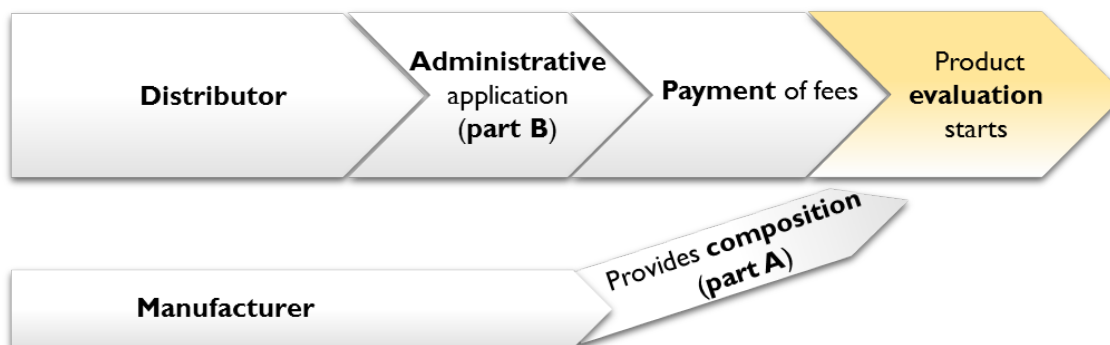 Distributor
Administrative
application
(part B)
Payment of fees
Product
evaluation
starts
Manufacturer
Provides composition
(part A)